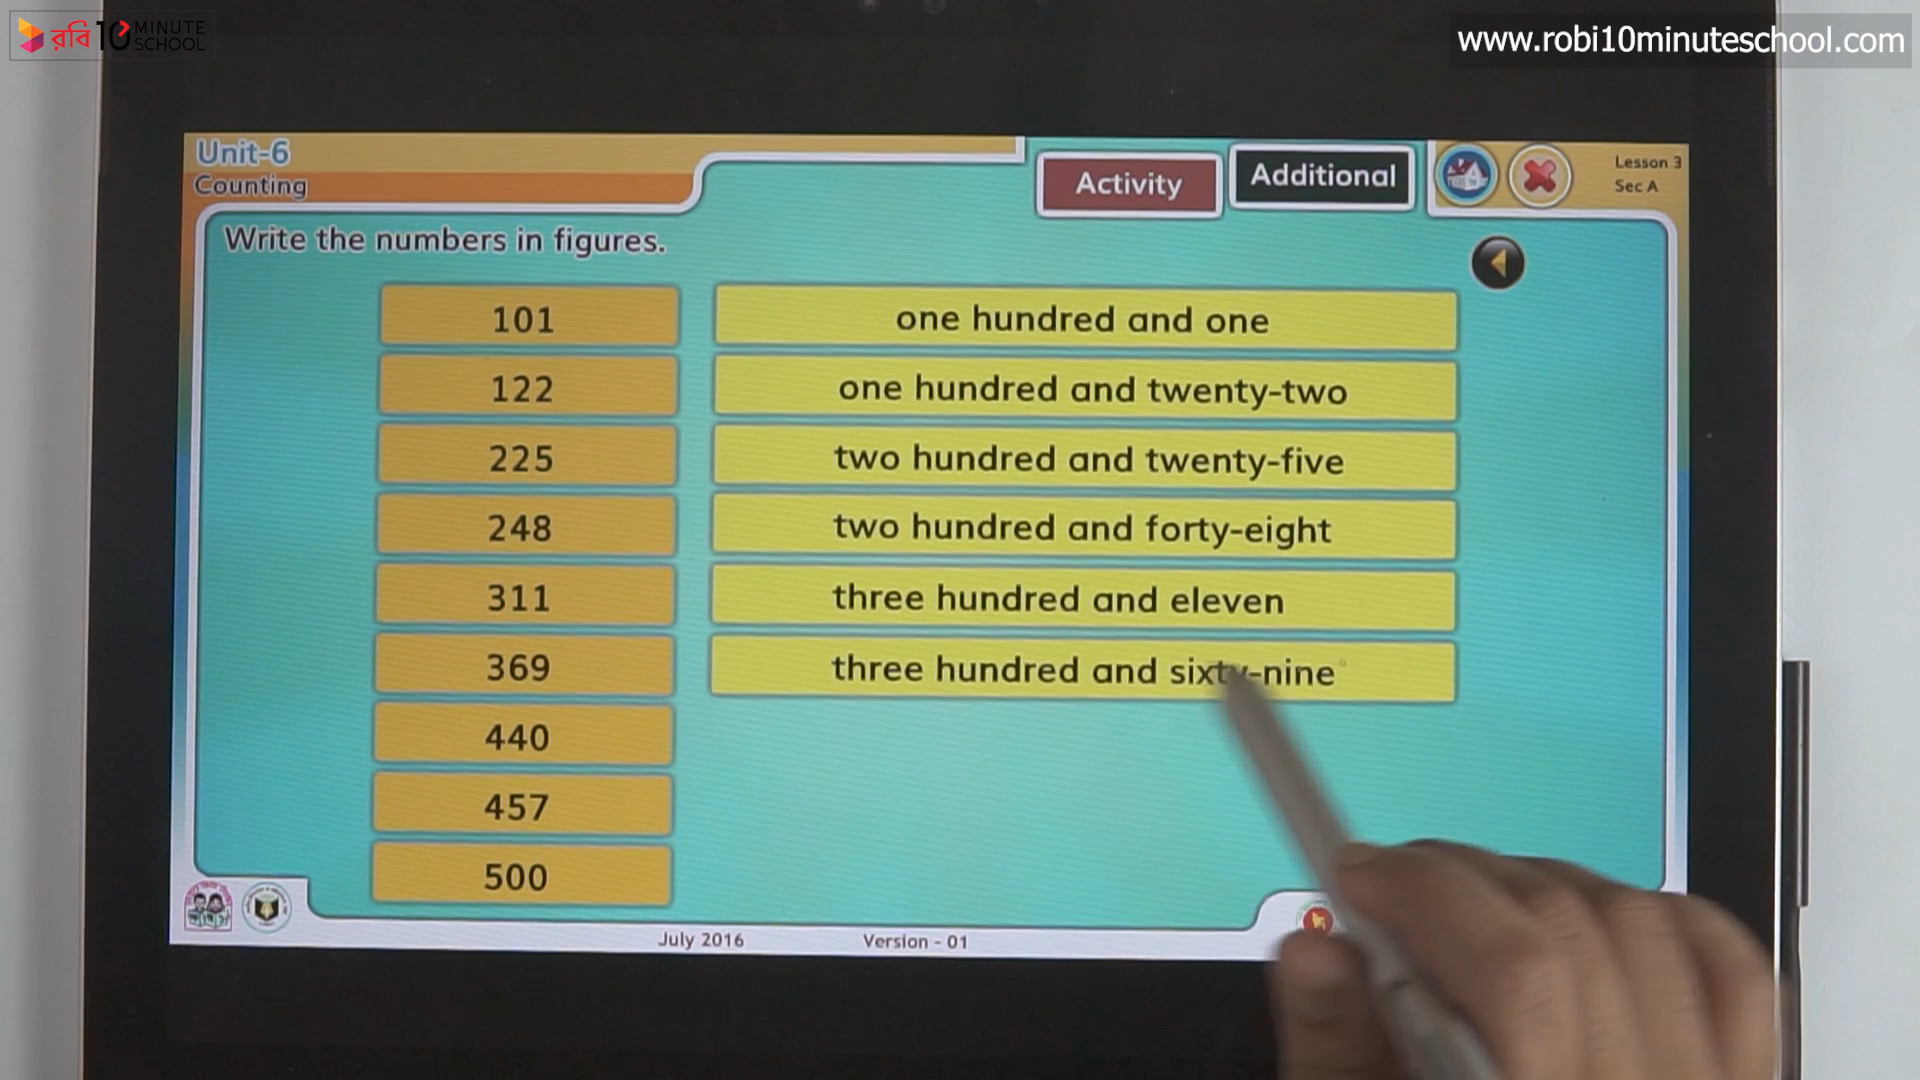 রবি 10 MINUTE SCHOOL
www.robi10minuteschool.com
Unit-6
Counting
Activity
Additional
Lesson 3
Sec A
Write the numbers in figures.
101 one hundred and one
122 one hundred and twenty-two
225 two hundred and twenty-five
248 two hundred and forty-eight
311 three hundred and eleven
369 three hundred and sixty-nine
440
457
500
July 2016 Version - 01